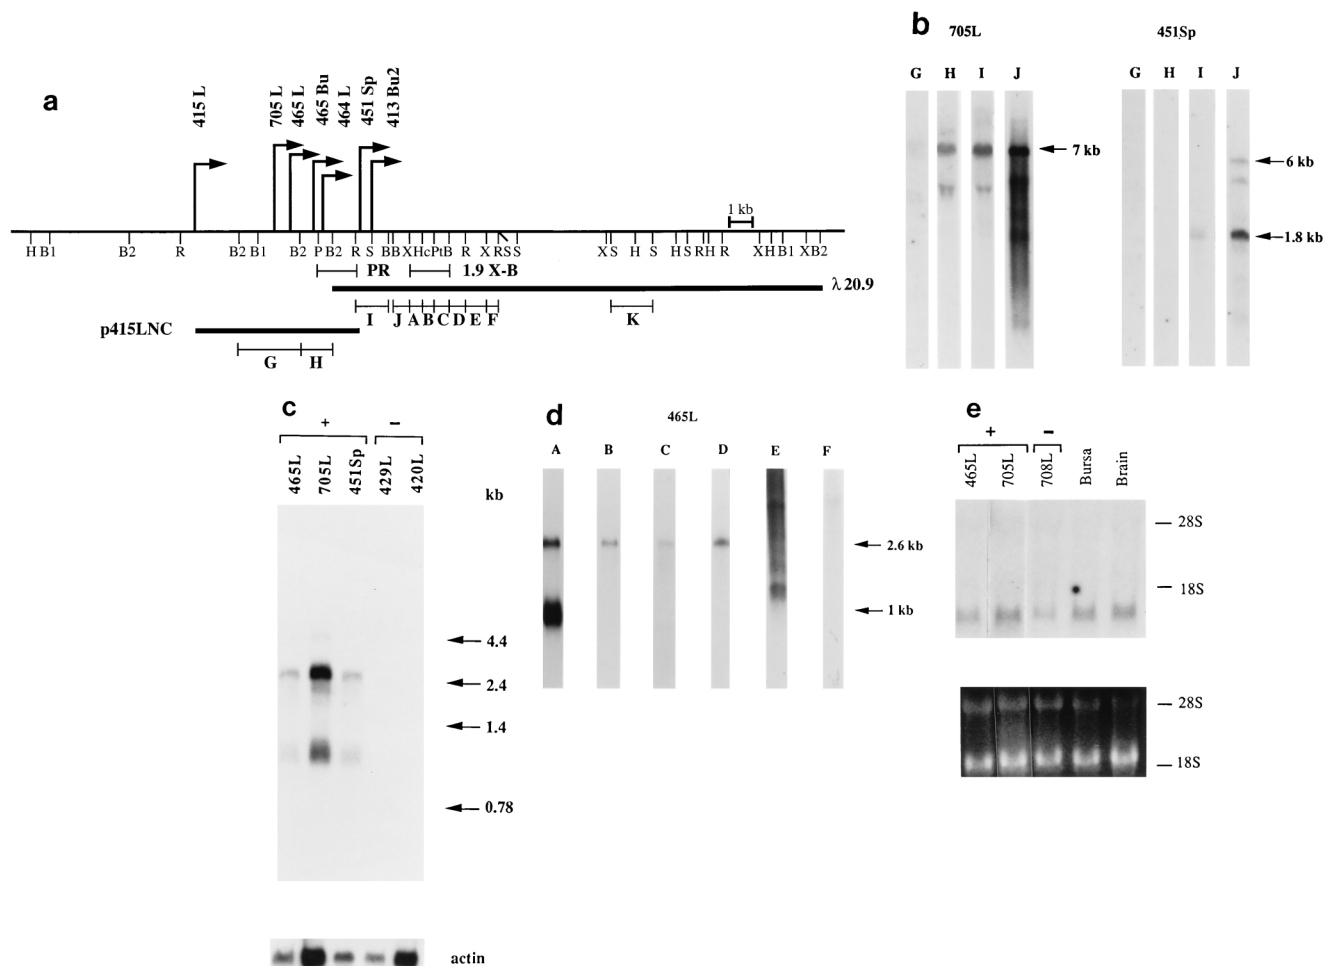 a
415 L
705 L
465 L
465 Bu
464 L
451 Sp
413 Bu2
1 kb
H B1 B2 R B2 B1 B2 P B2 R S B B X Hc Pt B R X R S S X S H S H S R H R X H B1 X B2
PR 1.9 X-B
λ 20.9
I J A B C D E F K
p415LNC
G H
b
705L 451Sp
G H I J G H I J
7 kb
6 kb
1.8 kb
c
+ −
465L
705L
451Sp
429L
420L
kb
4.4
2.4
1.4
0.78
actin
d
465L
A B C D E F
2.6 kb
1 kb
e
+ −
465L
705L
708L
Bursa
Brain
28S
18S
28S
18S